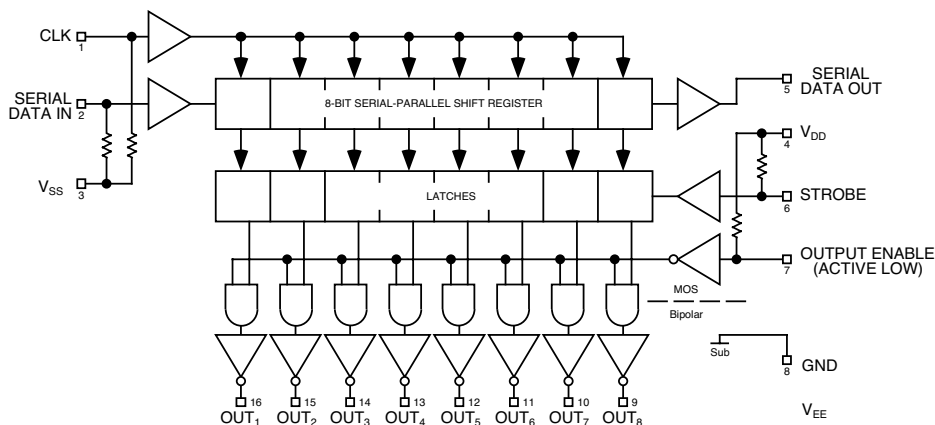 CLK
1
SERIAL
DATA IN
2
V_SS
3
8-BIT SERIAL-PARALLEL SHIFT REGISTER
SERIAL
DATA OUT
5
V_DD
4
LATCHES
STROBE
6
OUTPUT ENABLE
(ACTIVE LOW)
7
MOS
Bipolar
Sub
GND
8
16
15
14
13
12
11
10
9
OUT_1
OUT_2
OUT_3
OUT_4
OUT_5
OUT_6
OUT_7
OUT_8
V_EE